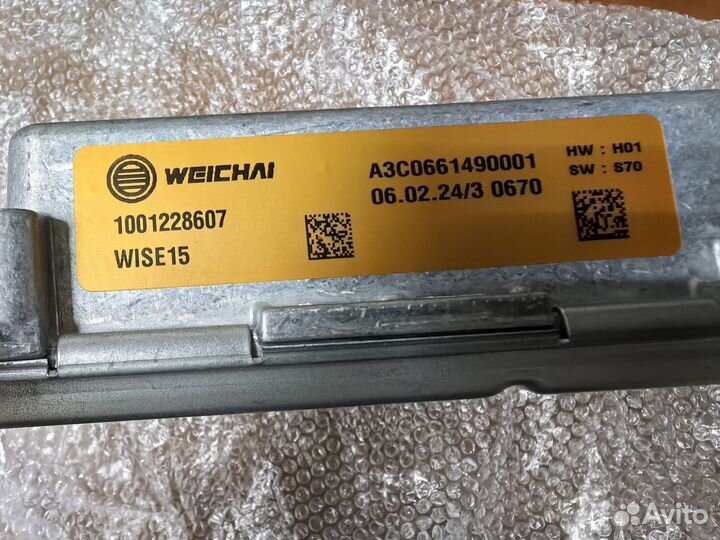 WEICHAI
1001228607
WISE15
A3C0661490001
06.02.24/3 0670
HW : H01
SW : S70
Avito